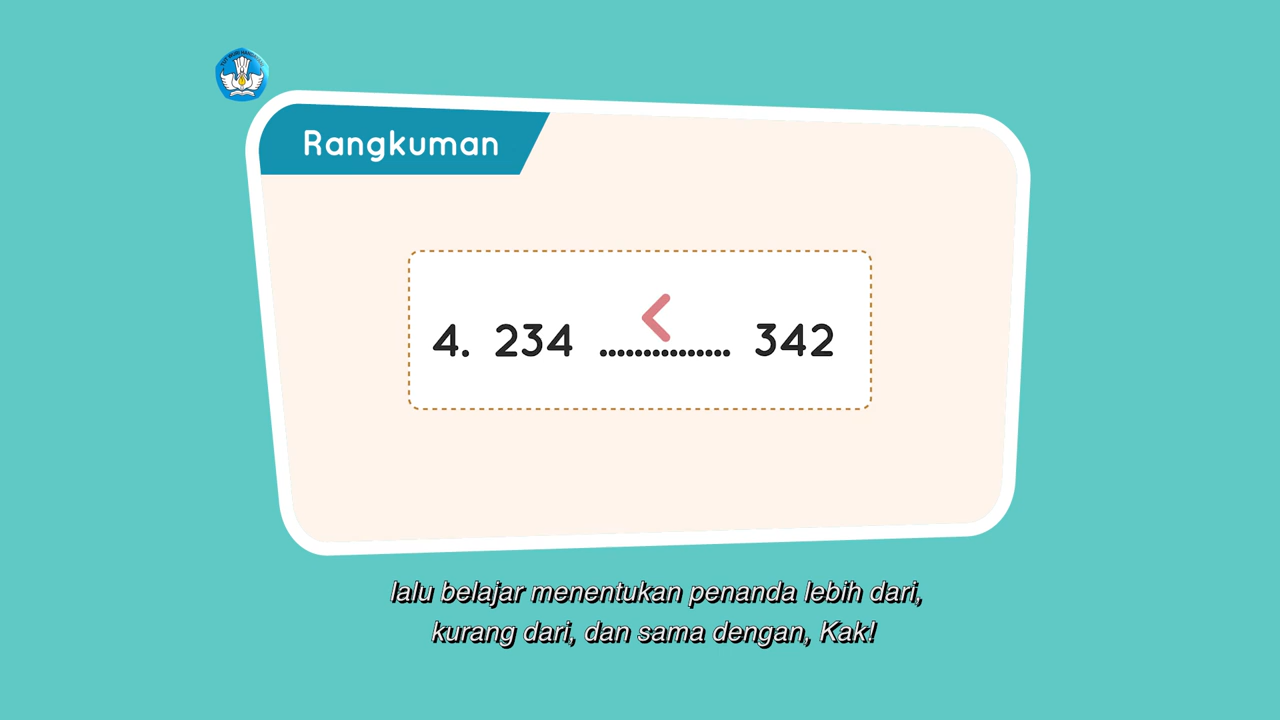 Rangkuman
4. 234 ............... 342
<
lalu belajar menentukan penanda lebih dari,
kurang dari, dan sama dengan, Kak!